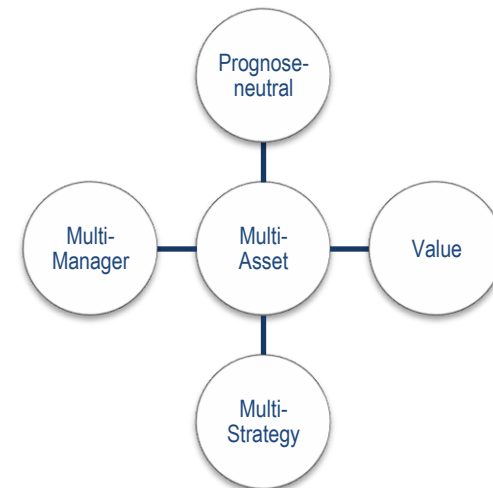 Prognose-
neutral
Multi-
Manager
Multi-
Asset
Value
Multi-
Strategy